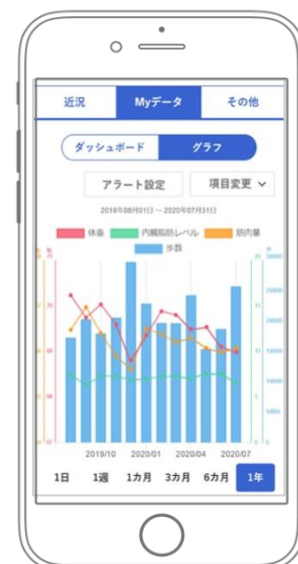 近況 Myデータ その他
ダッシュボード グラフ
アラート設定 項目変更
2019年08月01日 ~ 2020年07月31日
体重 内臓脂肪レベル 筋肉量
歩数
2019/10 2020/01 2020/04 2020/07
1日 1週 1カ月 3カ月 6カ月 1年